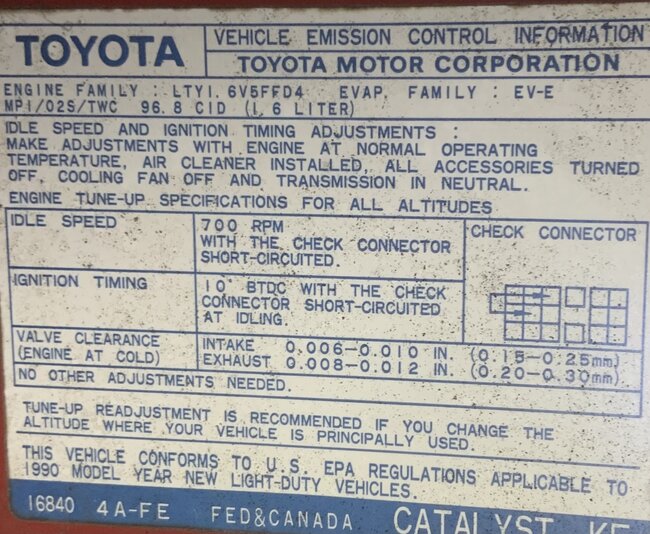 TOYOTA
VEHICLE EMISSION CONTROL INFORMATION
TOYOTA MOTOR CORPORATION
ENGINE FAMILY : LTY1.6V5FFD4 EVAP. FAMILY : EV-E
MPI/O2S/TWC 96.8 CID (1.6 LITER)
IDLE SPEED AND IGNITION TIMING ADJUSTMENTS :
MAKE ADJUSTMENTS WITH ENGINE AT NORMAL OPERATING
TEMPERATURE, AIR CLEANER INSTALLED, ALL ACCESSORIES TURNED
OFF, COOLING FAN OFF AND TRANSMISSION IN NEUTRAL.
ENGINE TUNE-UP SPECIFICATIONS FOR ALL ALTITUDES
IDLE SPEED
700 RPM
WITH THE CHECK CONNECTOR
SHORT-CIRCUITED.
CHECK CONNECTOR
IGNITION TIMING
10° BTDC WITH THE CHECK
CONNECTOR SHORT-CIRCUITED
AT IDLING.
VALVE CLEARANCE
(ENGINE AT COLD)
INTAKE 0.006-0.010 IN. (0.15-0.25mm)
EXHAUST 0.008-0.012 IN. (0.20-0.30mm)
NO OTHER ADJUSTMENTS NEEDED.
TUNE-UP READJUSTMENT IS RECOMMENDED IF YOU CHANGE THE
ALTITUDE WHERE YOUR VEHICLE IS PRINCIPALLY USED.
THIS VEHICLE CONFORMS TO U.S. EPA REGULATIONS APPLICABLE TO
1990 MODEL YEAR NEW LIGHT-DUTY VEHICLES.
16840 4A-FE FED&CANADA CATALYST